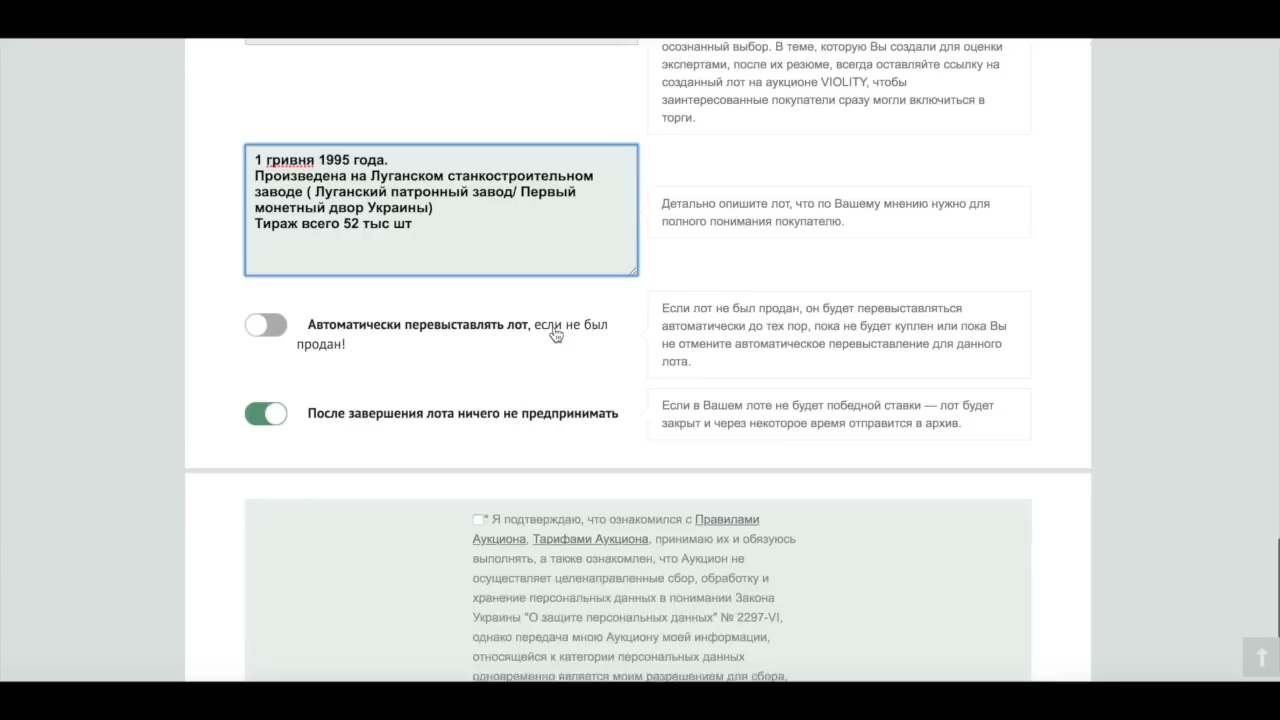 осознанный выбор. В теме, которую Вы создали для оценки
экспертами, после их резюме, всегда оставляйте ссылку на
созданный лот на аукционе VIOLITY, чтобы
заинтересованные покупатели сразу могли включиться в
торги.
1 гривня 1995 года.
Произведена на Луганском станкостроительном
заводе ( Луганский патронный завод/ Первый
монетный двор Украины)
Тираж всего 52 тыс шт
Детально опишите лот, что по Вашему мнению нужно для
полного понимания покупателю.
Автоматически перевыставлять лот, если не был
продан!
Если лот не был продан, он будет перевыставляться
автоматически до тех пор, пока не будет куплен или пока Вы
не отмените автоматическое перевыставление для данного
лота.
После завершения лота ничего не предпринимать
Если в Вашем лоте не будет победной ставки — лот будет
закрыт и через некоторое время отправится в архив.
* Я подтверждаю, что ознакомился с Правилами
Аукциона, Тарифами Аукциона, принимаю их и обязуюсь
выполнять, а также ознакомлен, что Аукцион не
осуществляет целенаправленные сбор, обработку и
хранение персональных данных в понимании Закона
Украины "О защите персональных данных" № 2297-VI,
однако передача мною Аукциону моей информации,
относящейся к категории персональных данных
одновременно является моим разрешением для сбора,